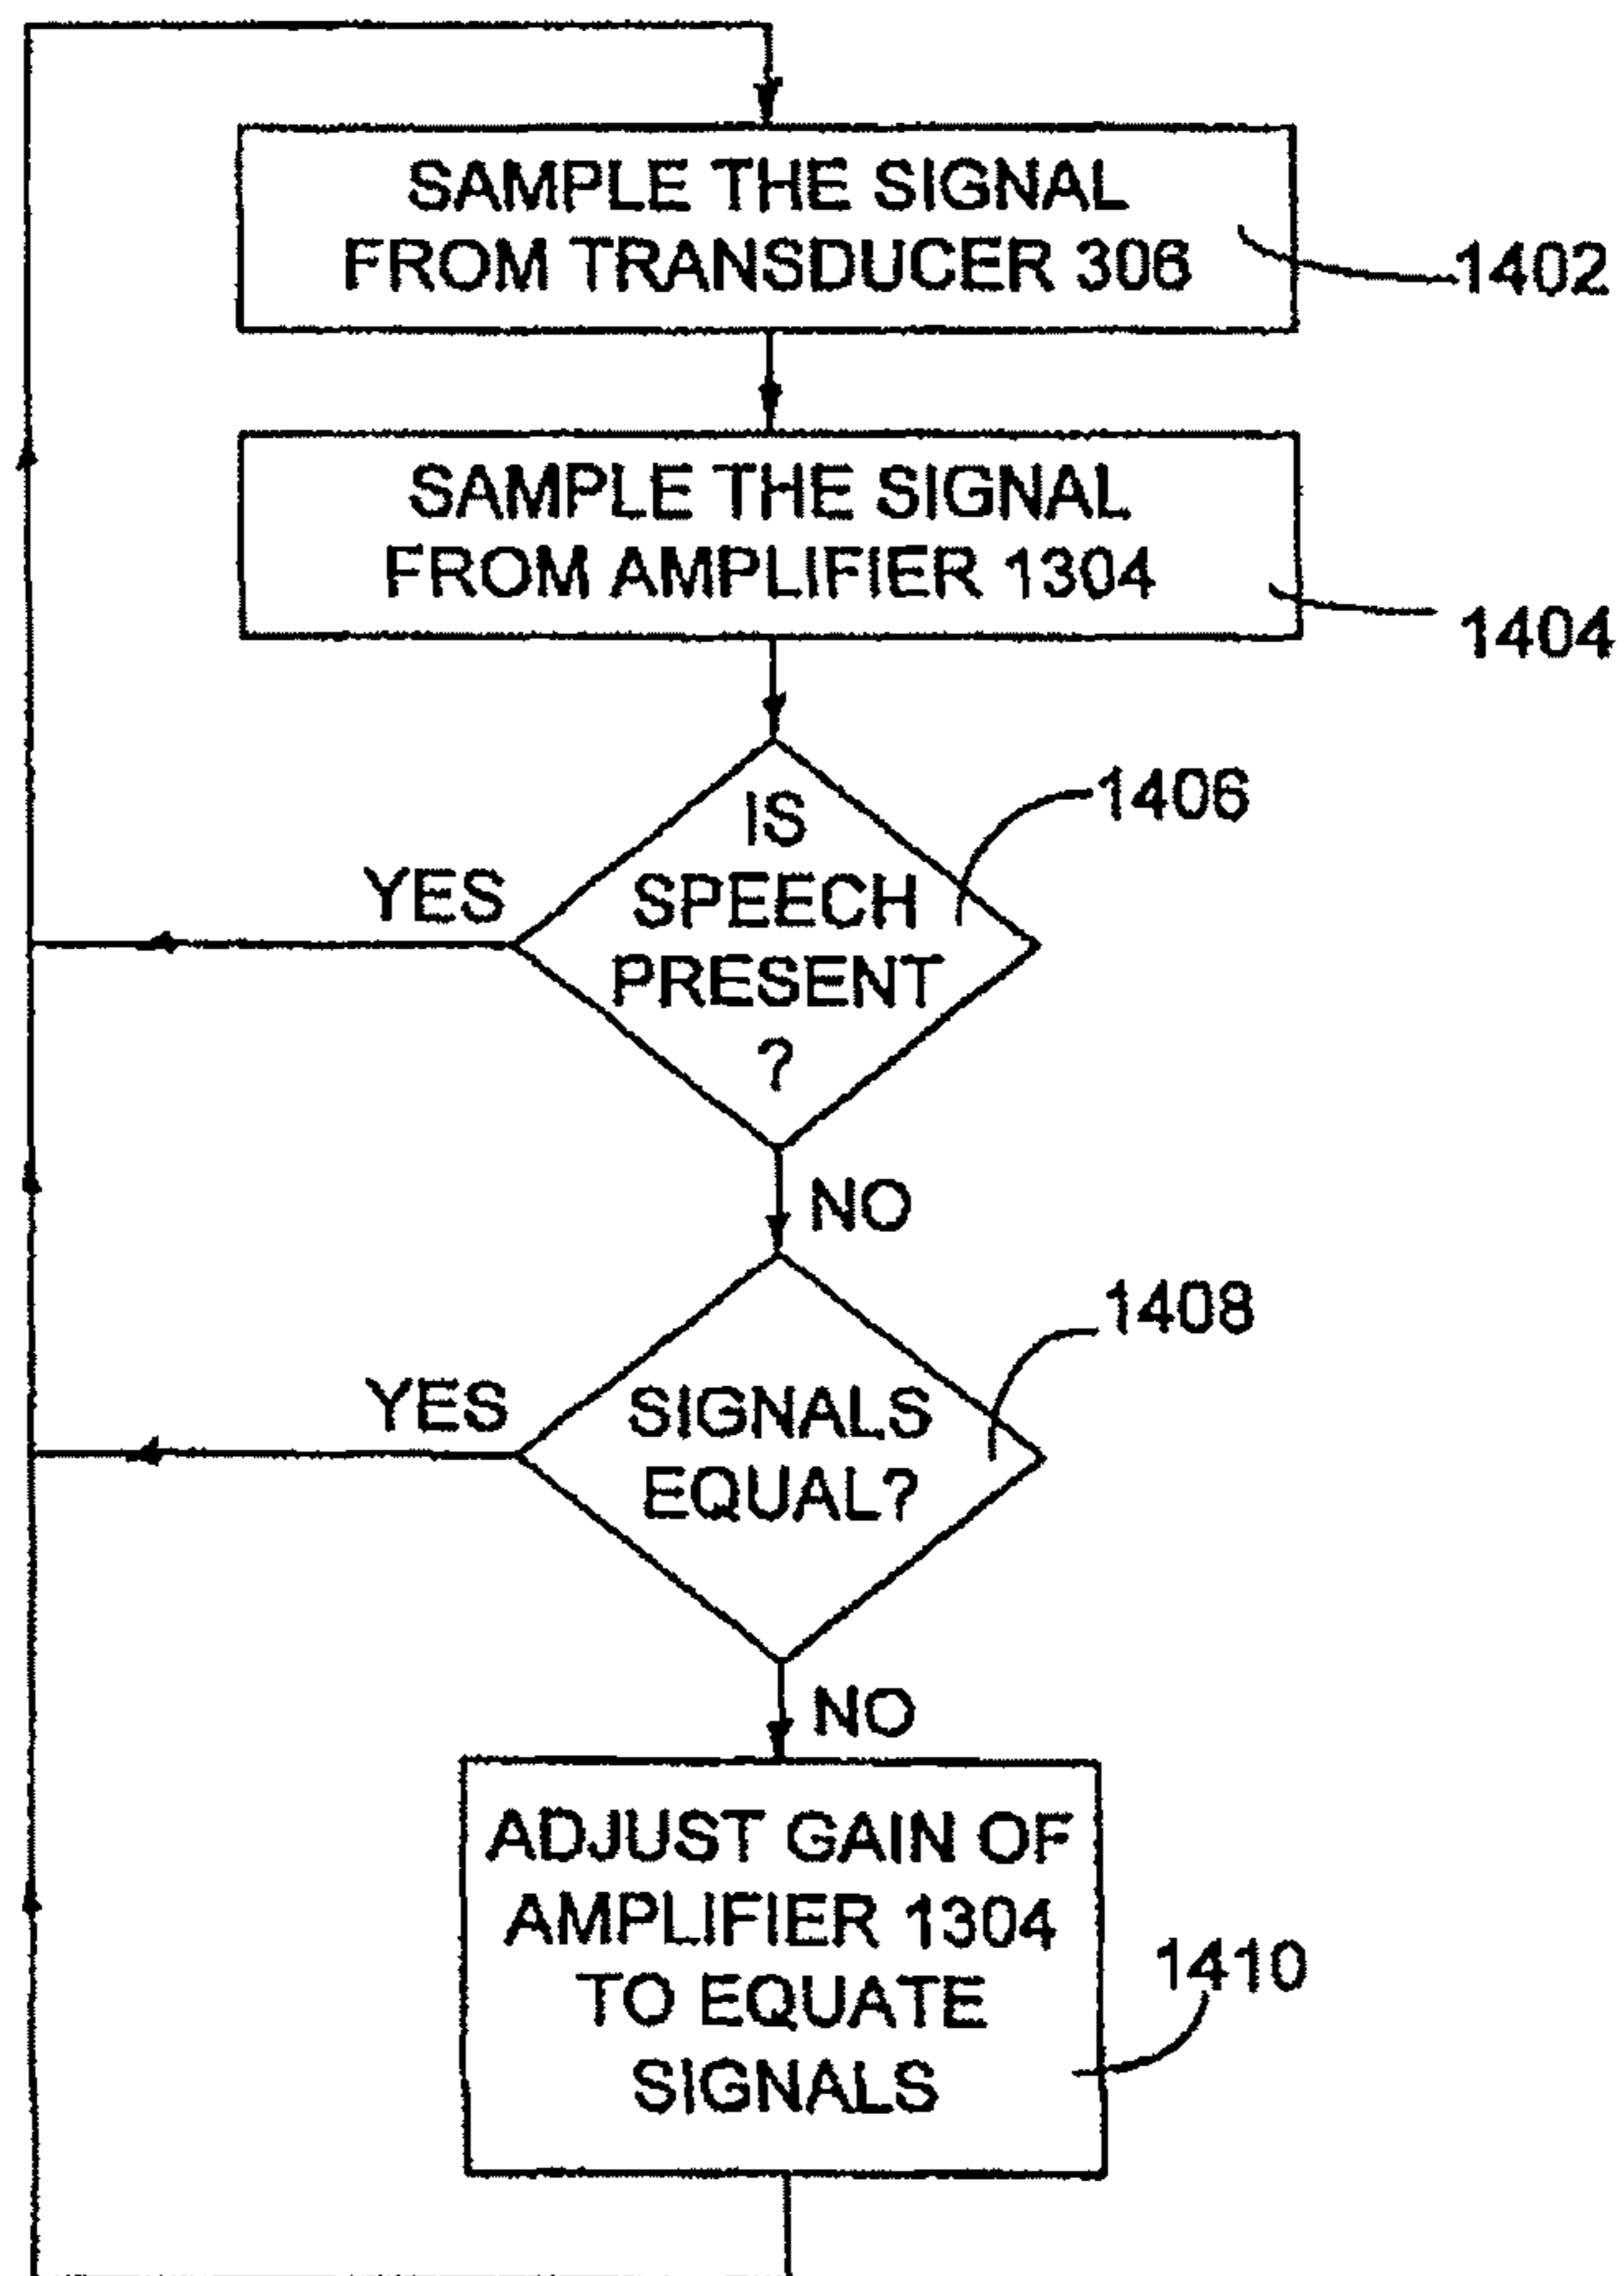 SAMPLE THE SIGNAL
FROM TRANSDUCER 306
1402
SAMPLE THE SIGNAL
FROM AMPLIFIER 1304
1404
IS
SPEECH
PRESENT
?
1406
YES
NO
SIGNALS
EQUAL?
1408
YES
NO
ADJUST GAIN OF
AMPLIFIER 1304
TO EQUATE
SIGNALS
1410